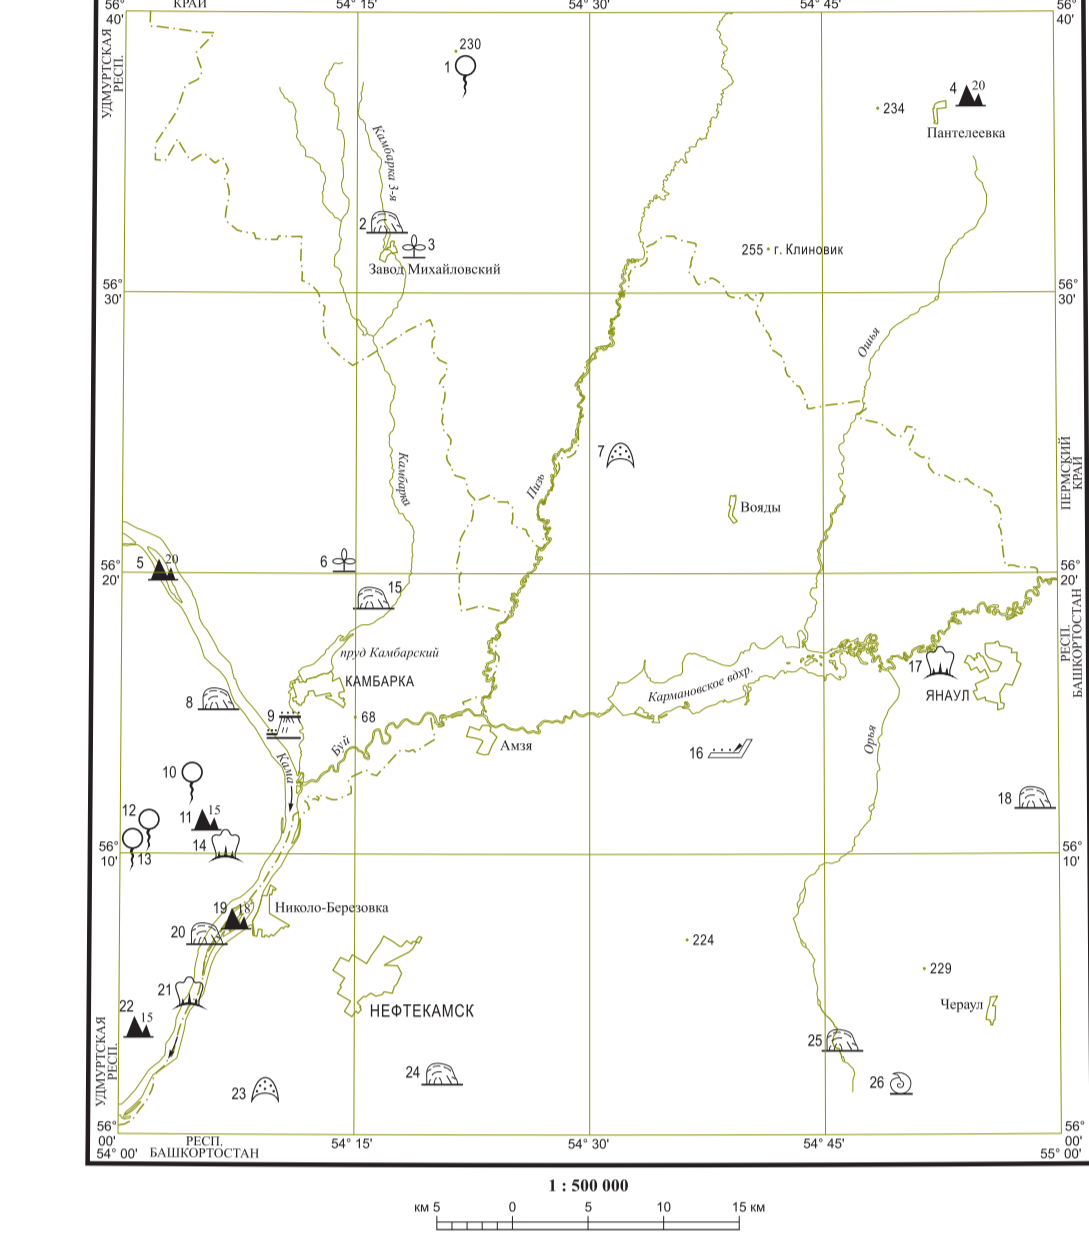 КРАЙ
56°
40'
54° 15'
54° 30'
54° 45'
56°
40'
УДМУРТСКАЯ
РЕСП.
230
1
4
20
234
Пантелеевка
Камбарка 3-я
2
3
Завод Михайловский
255
г. Клиновик
56°
30'
56°
30'
Ошья
7
Камбарка
Пизь
Вояды
ПЕРМСКИЙ
КРАЙ
5
20
6
56°
20'
56°
20'
15
РЕСП.
БАШКОРТОСТАН
пруд Камбарский
КАМБАРКА
Кармановское вдхр.
17
ЯНАУЛ
8
9
68
Буй
Амзя
16
Орья
Кама
10
12
11
15
13
14
18
56°
10'
56°
10'
19
18
Николо-Березовка
20
224
229
21
22
15
НЕФТЕКАМСК
Чераул
УДМУРТСКАЯ
РЕСП.
25
24
26
23
56°
00'
54° 00'
РЕСП.
БАШКОРТОСТАН
54° 15'
54° 30'
54° 45'
56°
00'
55° 00'
1 : 500 000
км 5
0
5
10
15 км